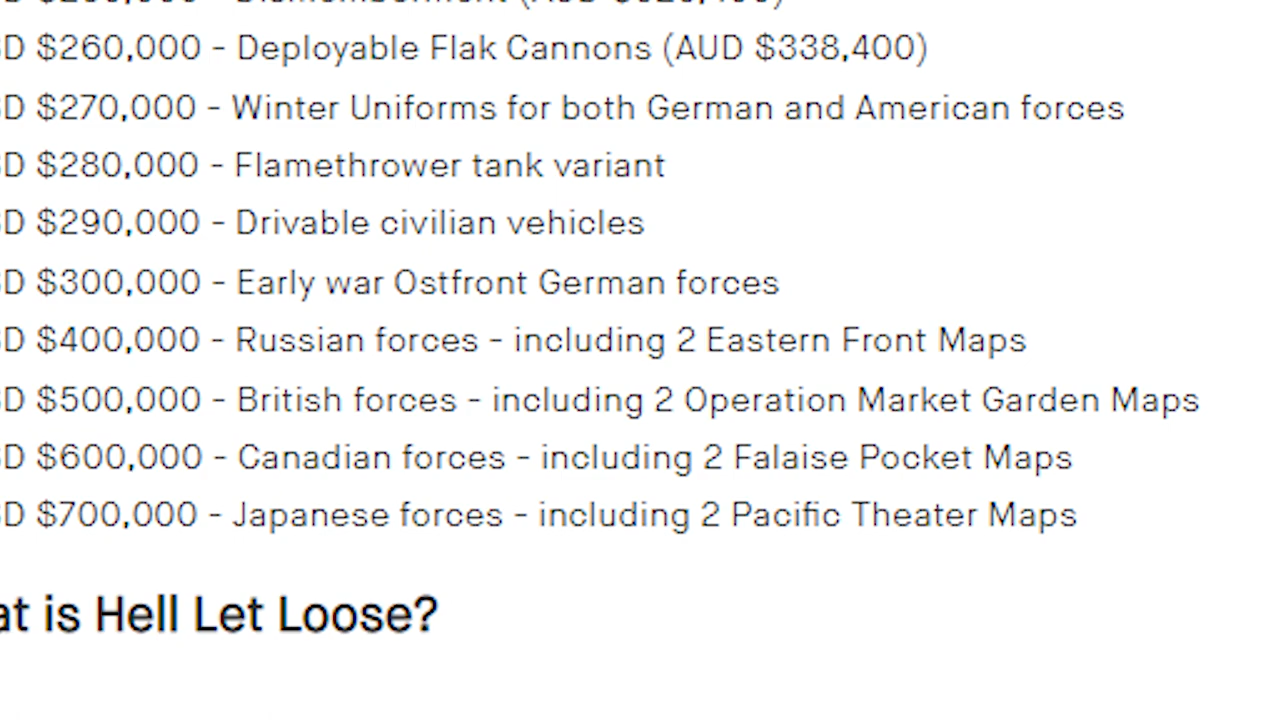 D $260,000 - Deployable Flak Cannons (AUD $338,400)
D $270,000 - Winter Uniforms for both German and American forces
D $280,000 - Flamethrower tank variant
D $290,000 - Drivable civilian vehicles
D $300,000 - Early war Ostfront German forces
D $400,000 - Russian forces - including 2 Eastern Front Maps
D $500,000 - British forces - including 2 Operation Market Garden Maps
D $600,000 - Canadian forces - including 2 Falaise Pocket Maps
D $700,000 - Japanese forces - including 2 Pacific Theater Maps
at is Hell Let Loose?